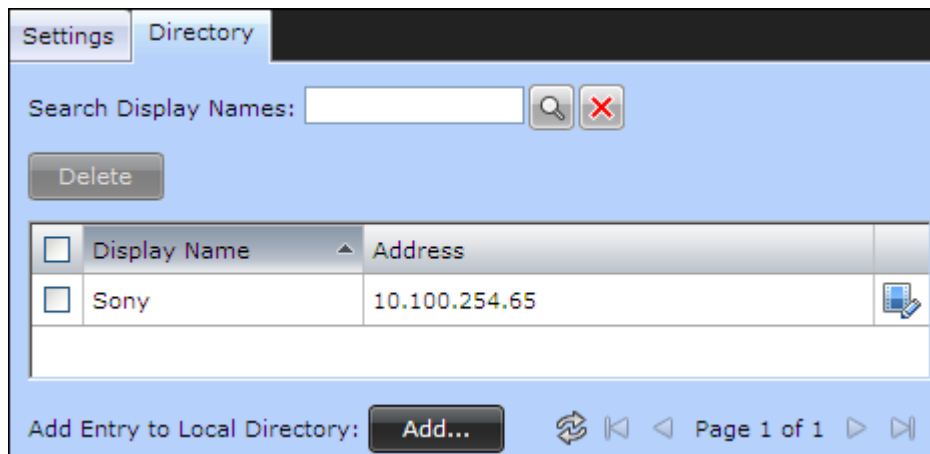 Settings Directory
Search Display Names:
Delete
Display Name Address
Sony 10.100.254.65
Add Entry to Local Directory: Add... Page 1 of 1